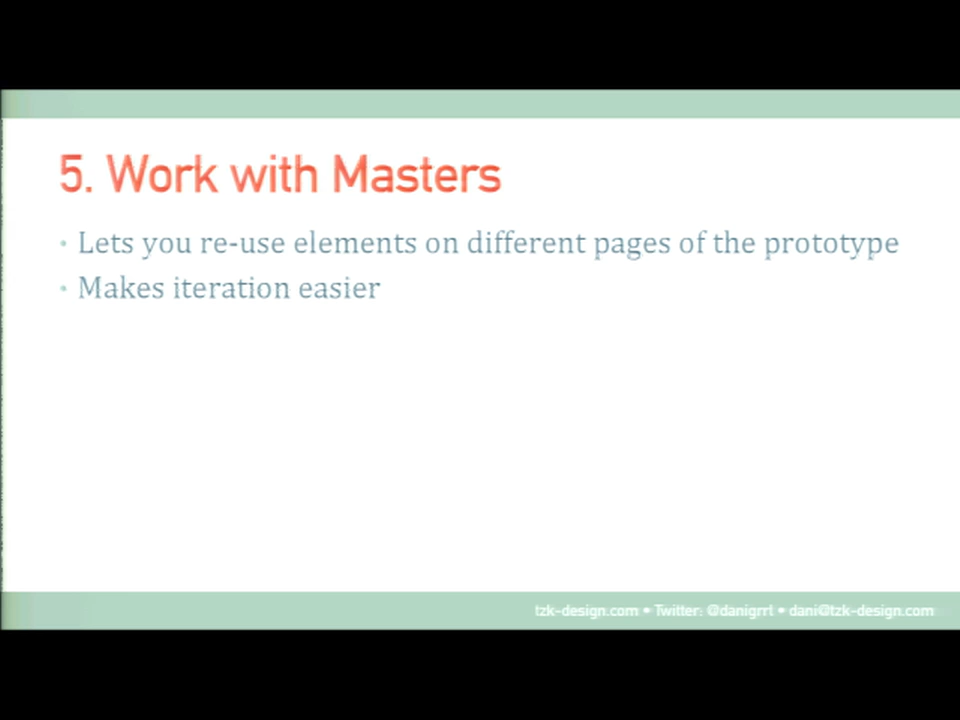 5. Work with Masters
• Lets you re-use elements on different pages of the prototype
• Makes iteration easier
tzk-design.com • Twitter: @danigrrl • dani@tzk-design.com